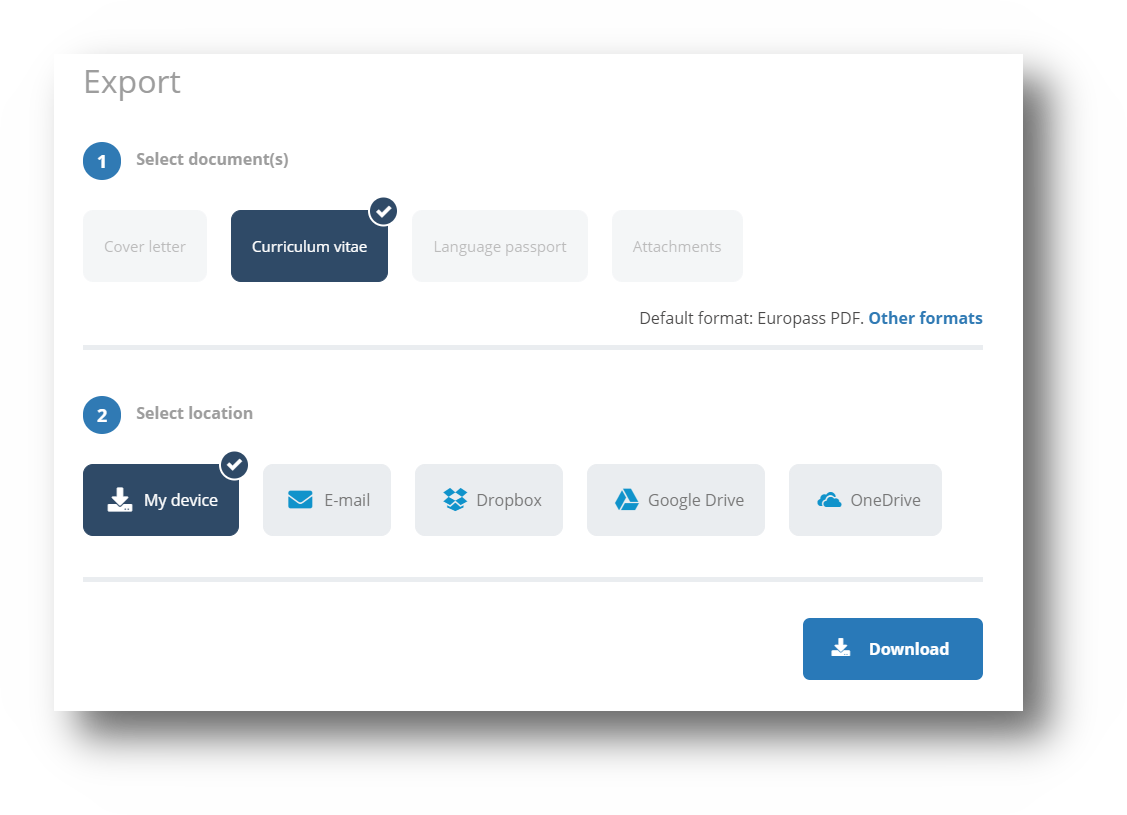 Export
1 Select document(s)
Cover letter Curriculum vitae Language passport Attachments
Default format: Europass PDF. Other formats
2 Select location
My device E-mail Dropbox Google Drive OneDrive
Download